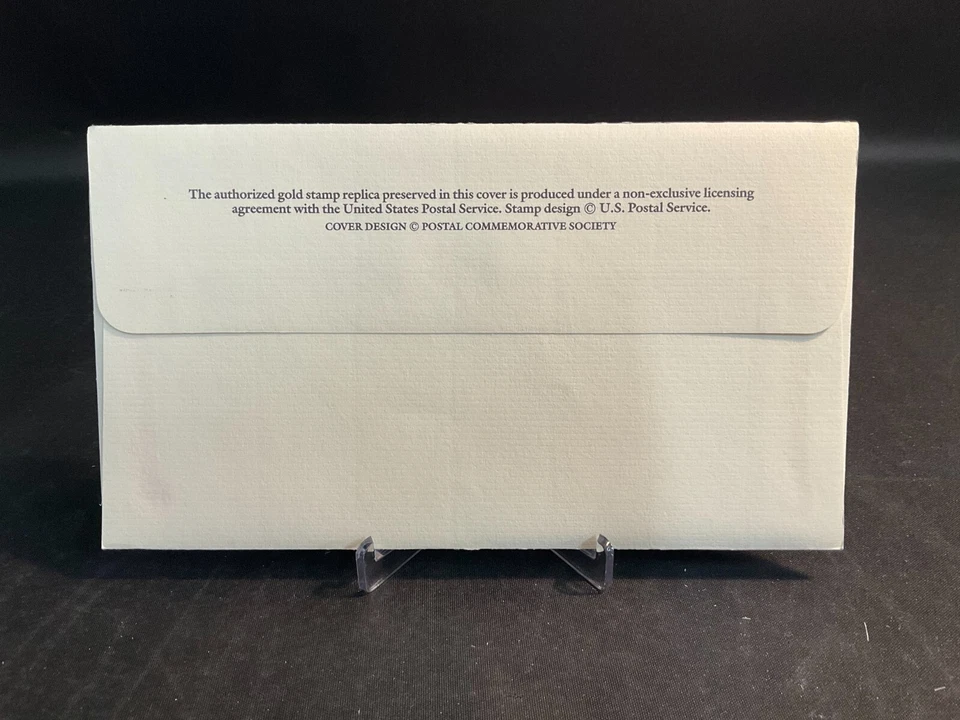 The authorized gold stamp replica preserved in this cover is produced under a non-exclusive licensing
agreement with the United States Postal Service. Stamp design © U.S. Postal Service.
COVER DESIGN © POSTAL COMMEMORATIVE SOCIETY